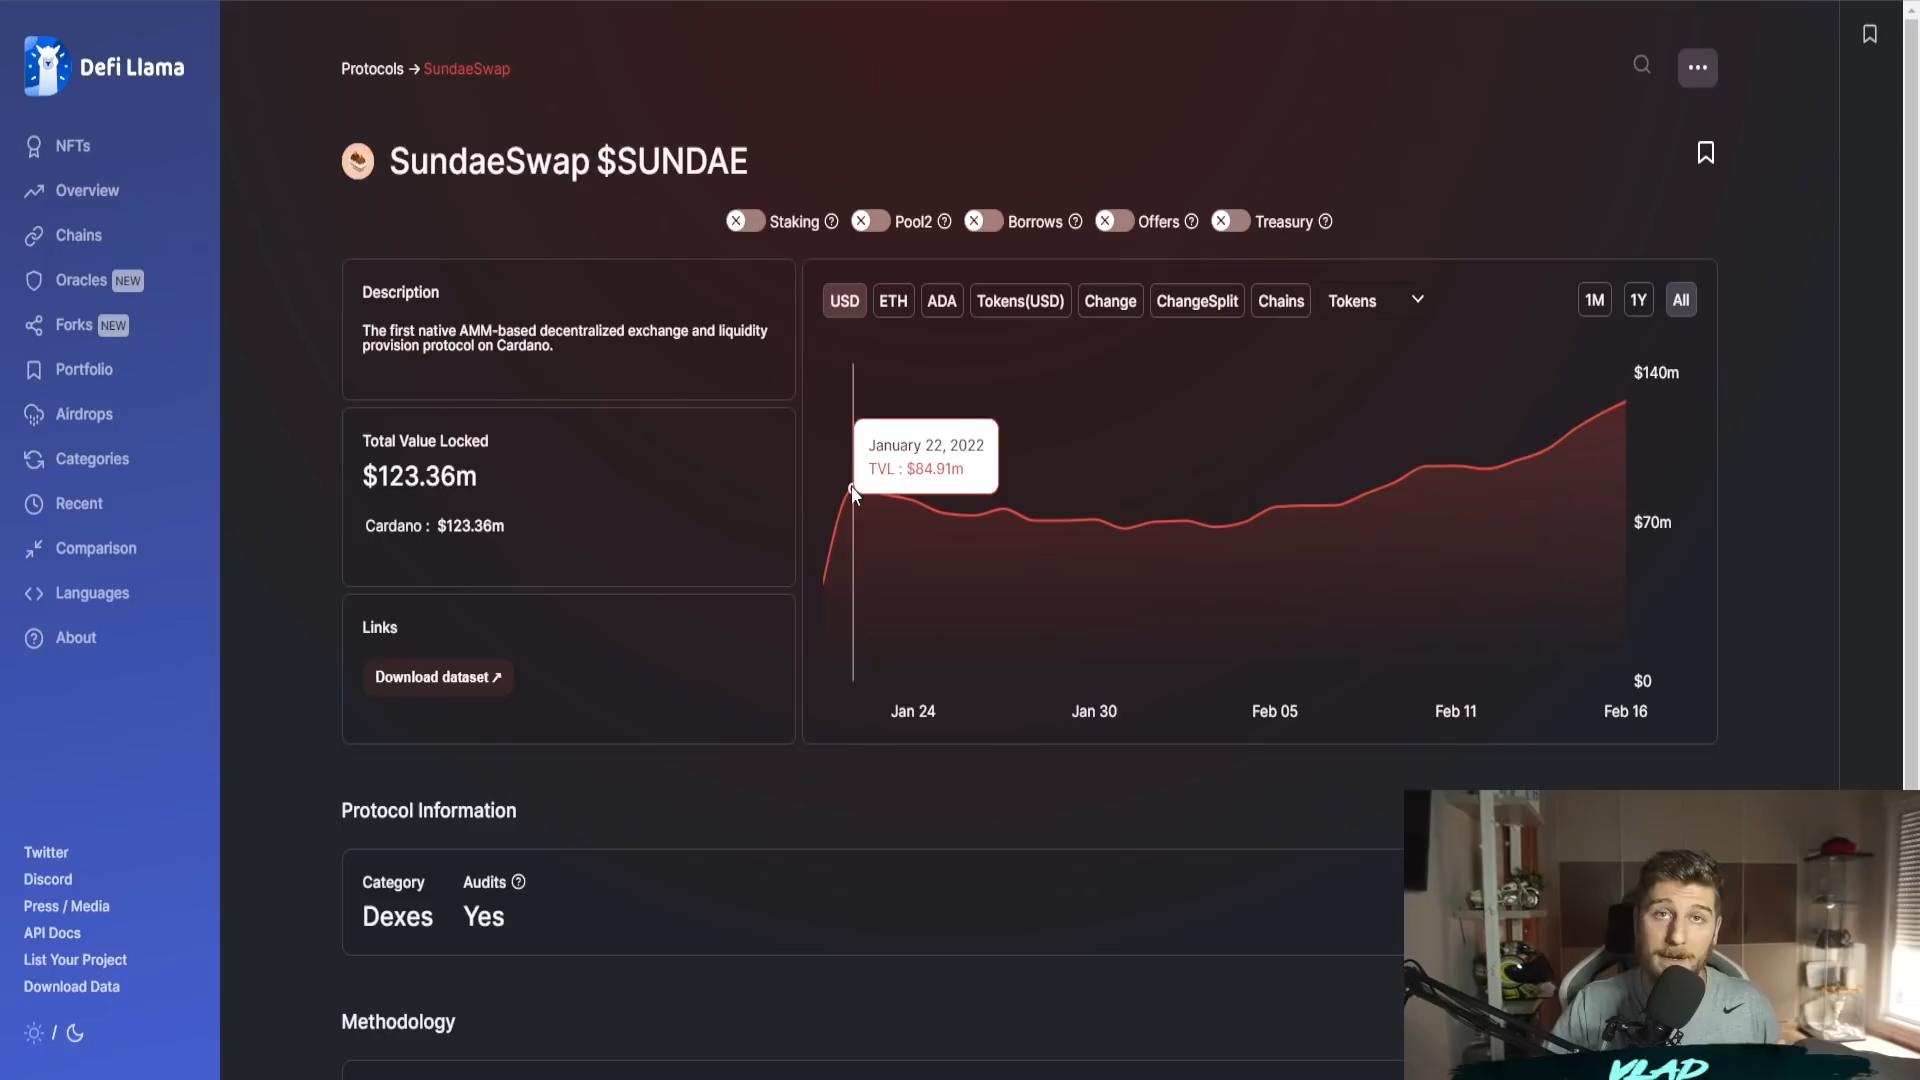 Defi Llama
NFTs
Overview
Chains
Oracles NEW
Forks NEW
Portfolio
Airdrops
Categories
Recent
Comparison
Languages
About
Twitter
Discord
Press / Media
API Docs
List Your Project
Download Data
/
Protocols → SundaeSwap
SundaeSwap $SUNDAE
Staking Pool2 Borrows Offers Treasury
Description
The first native AMM-based decentralized exchange and liquidity
provision protocol on Cardano.
Total Value Locked
$123.36m
Cardano : $123.36m
Links
Download dataset ↗
USD ETH ADA Tokens(USD) Change ChangeSplit Chains Tokens 1M 1Y All
$140m
January 22, 2022
TVL : $84.91m
$70m
$0
Jan 24 Jan 30 Feb 05 Feb 11 Feb 16
Protocol Information
Category Audits
Dexes Yes
Methodology
VLAD